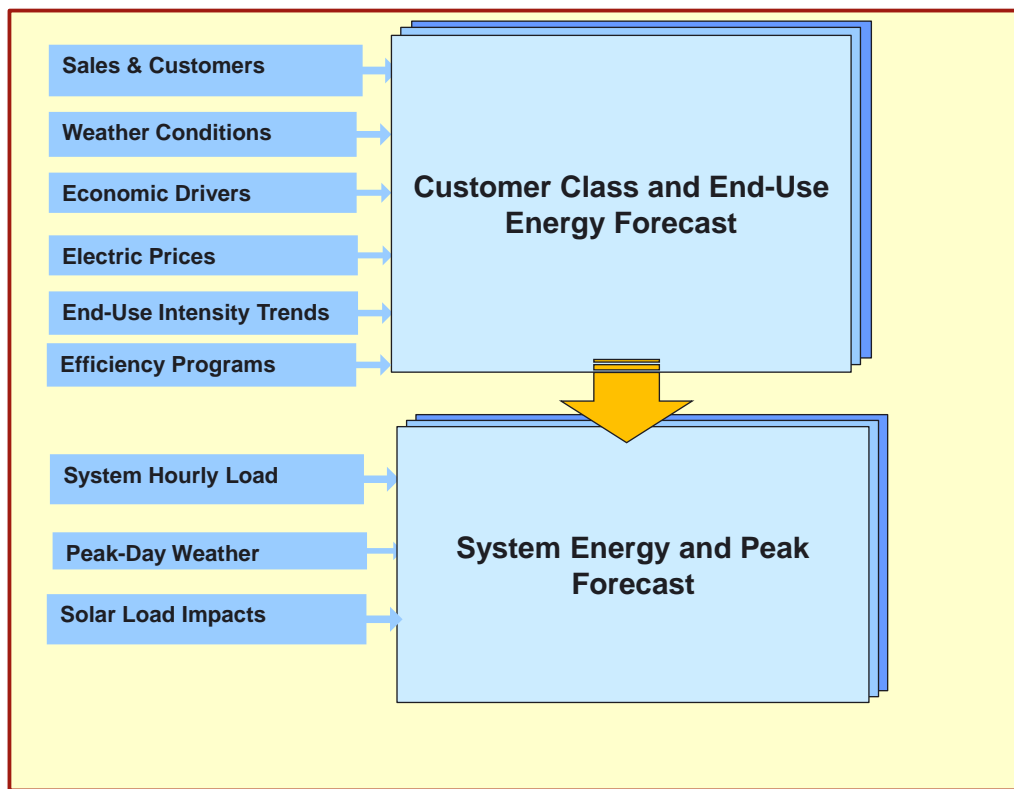 Sales & Customers
Weather Conditions
Economic Drivers
Electric Prices
End-Use Intensity Trends
Efficiency Programs
Customer Class and End-Use
Energy Forecast
System Hourly Load
Peak-Day Weather
Solar Load Impacts
System Energy and Peak
Forecast